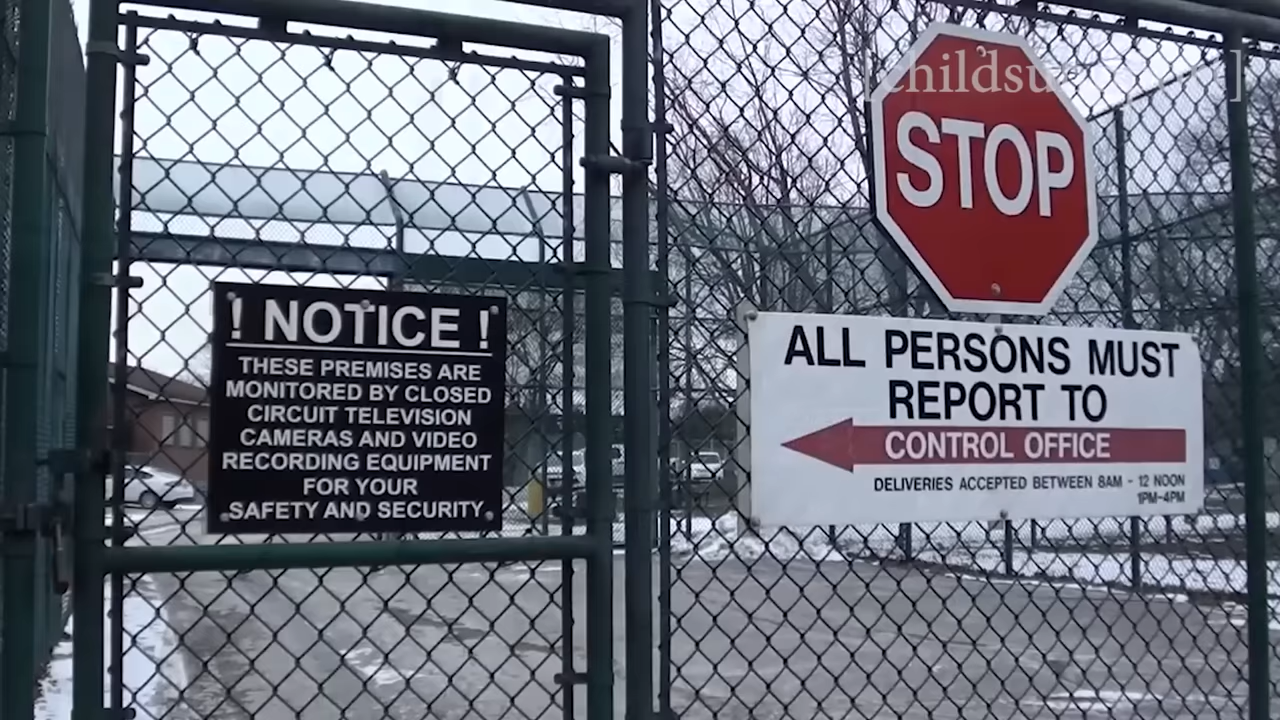 ! NOTICE !
THESE PREMISES ARE
MONITORED BY CLOSED
CIRCUIT TELEVISION
CAMERAS AND VIDEO
RECORDING EQUIPMENT
FOR YOUR
SAFETY AND SECURITY
STOP
ALL PERSONS MUST
REPORT TO
CONTROL OFFICE
DELIVERIES ACCEPTED BETWEEN 8AM - 12 NOON
1PM-4PM